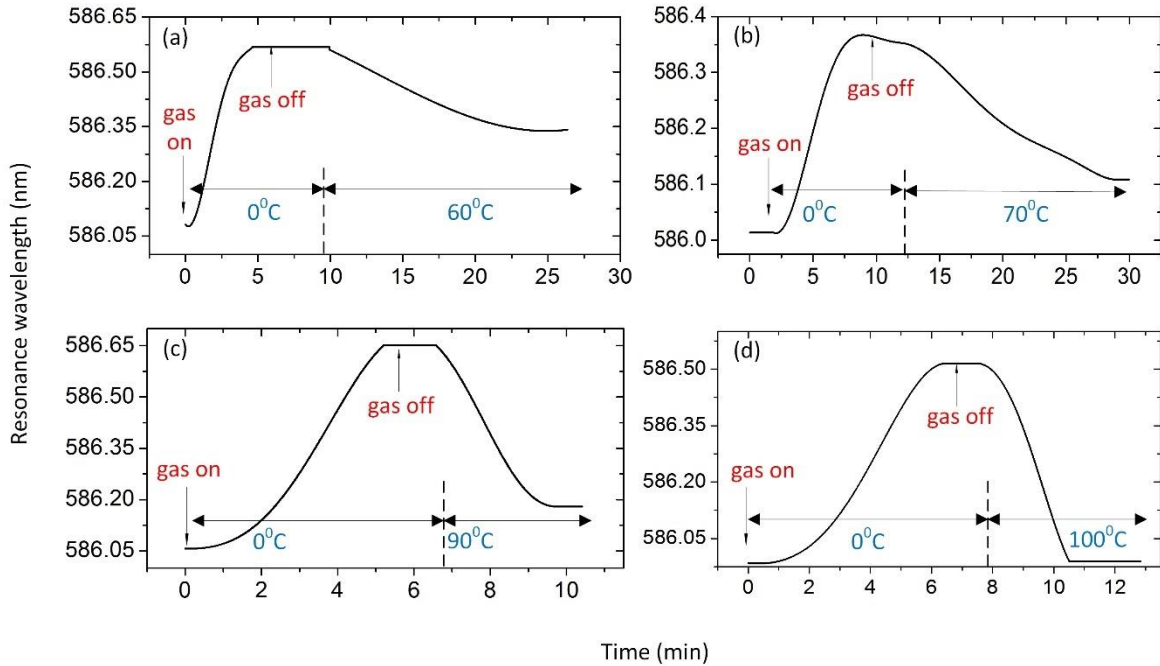 Resonance wavelength (nm)
(a)
586.50
586.35
586.20
586.05
gas on
gas off
0⁰C
60⁰C
0 5 10 15 20 25 30
(b)
586.4
586.3
586.2
586.1
586.0
gas on
gas off
0⁰C
70⁰C
0 5 10 15 20 25 30
(c)
586.65
586.50
586.35
586.20
586.05
gas on
gas off
0⁰C
90⁰C
0 2 4 6 8 10
(d)
586.50
586.35
586.20
586.05
gas on
gas off
0⁰C
100⁰C
0 2 4 6 8 10 12
Time (min)